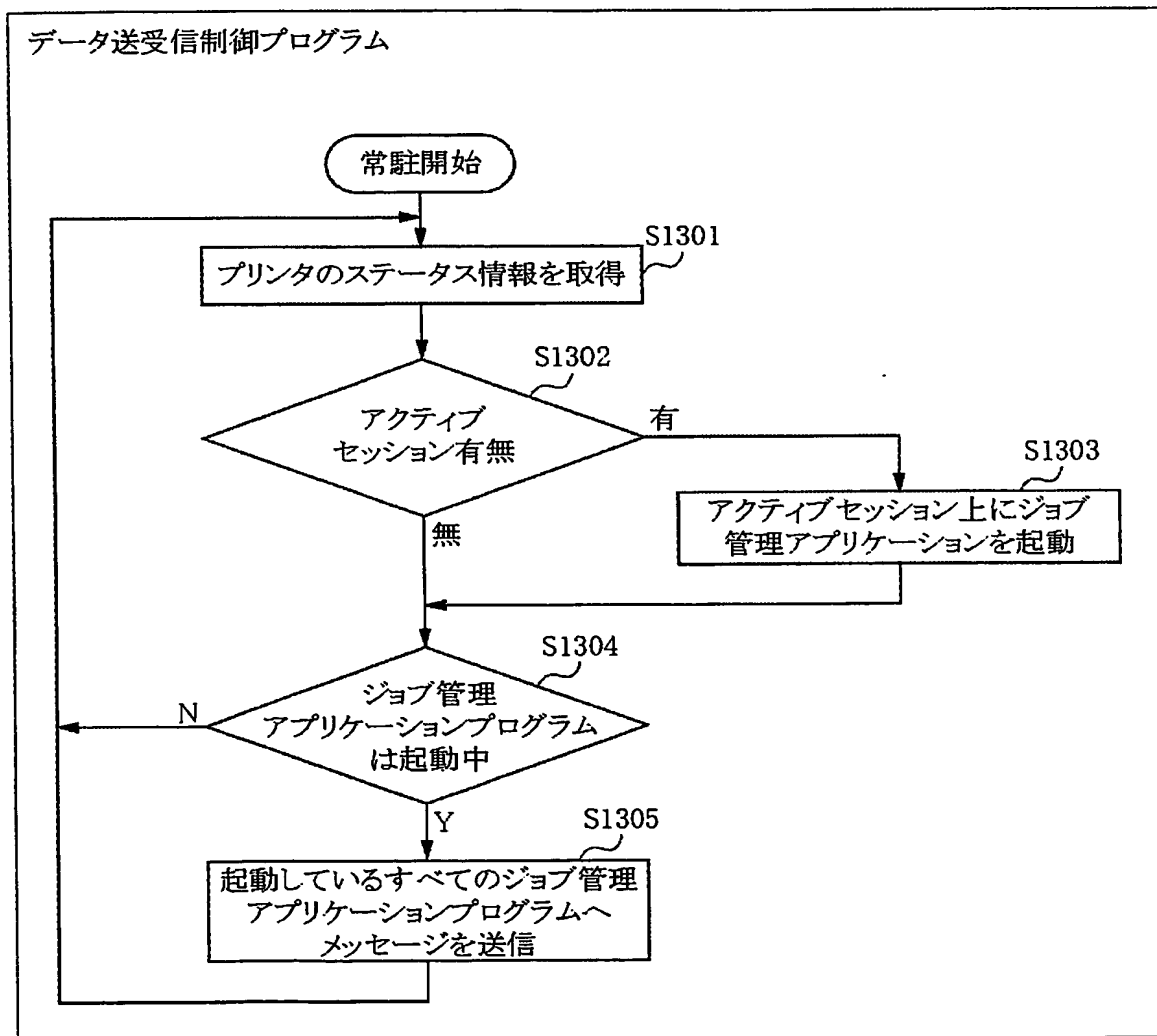 データ送受信制御プログラム
常駐開始
S1301
プリンタのステータス情報を取得
S1302
アクティブ
セッション有無
有
無
S1303
アクティブセッション上にジョブ
管理アプリケーションを起動
S1304
ジョブ管理
アプリケーションプログラム
は起動中
N
Y
S1305
起動しているすべてのジョブ管理
アプリケーションプログラムへ
メッセージを送信